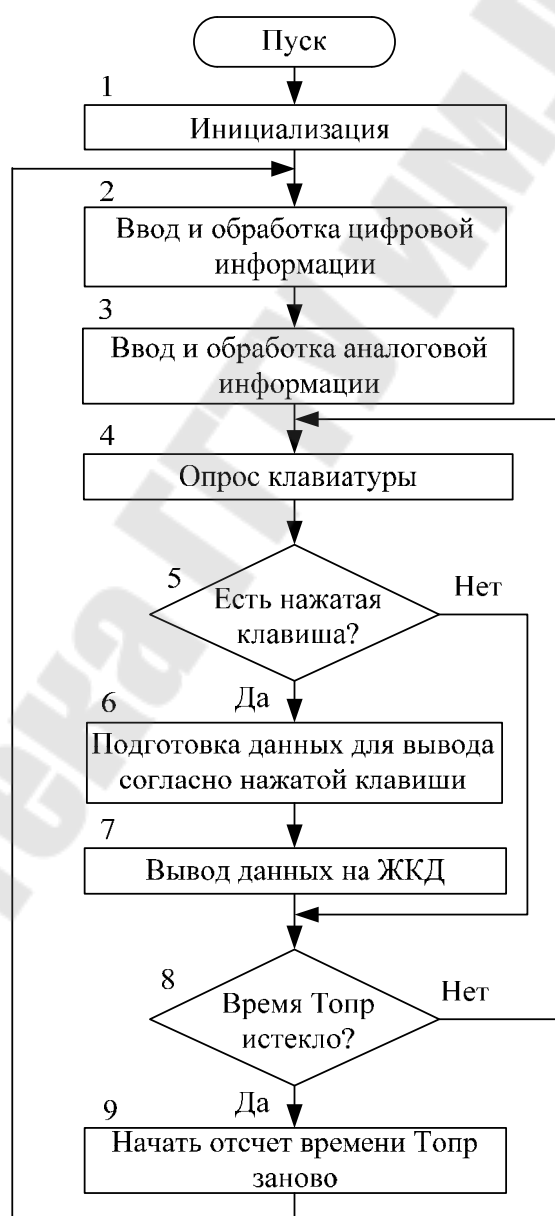 Пуск
1
Инициализация
2
Ввод и обработка цифровой
информации
3
Ввод и обработка аналоговой
информации
4
Опрос клавиатуры
5
Есть нажатая
клавиша?
Нет
Да
6
Подготовка данных для вывода
согласно нажатой клавиши
7
Вывод данных на ЖКД
8
Время Топр
истекло?
Нет
Да
9
Начать отсчет времени Топр
заново